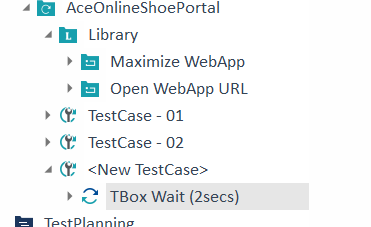 AceOnlineShoePortal
Library
Maximize WebApp
Open WebApp URL
TestCase - 01
TestCase - 02
<New TestCase>
TBox Wait (2secs)
TestPlanning